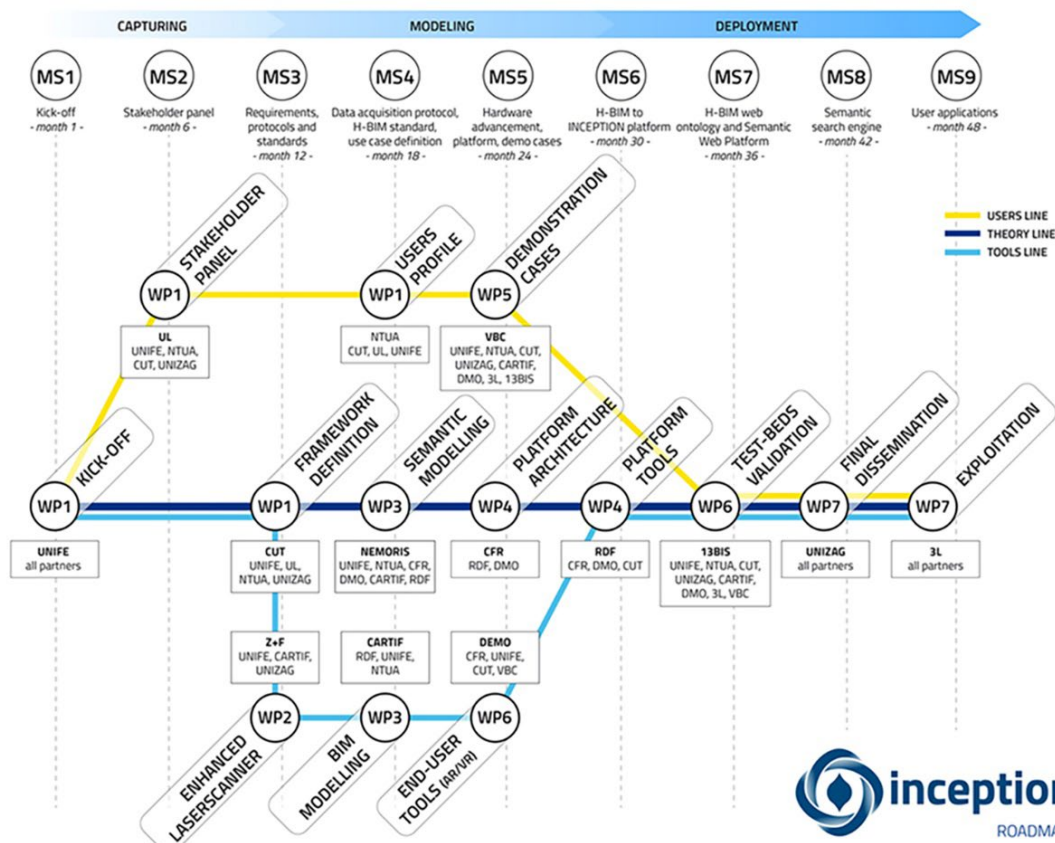 CAPTURING
MODELING
DEPLOYMENT
MS1
MS2
MS3
MS4
MS5
MS6
MS7
MS8
MS9
Kick-off
- month 1 -
Stakeholder panel
- month 6 -
Requirements,
protocols and
standards
- month 12 -
Data acquisition protocol,
H-BIM standard,
use case definition
- month 18 -
Hardware
advancement,
platform, demo cases
- month 24 -
H-BIM to
INCEPTION platform
- month 30 -
H-BIM web
ontology and Semantic
Web Platform
- month 36 -
Semantic
search engine
- month 42 -
User applications
- month 48 -
USERS LINE
THEORY LINE
TOOLS LINE
WP1
STAKEHOLDER
PANEL
UL
UNIFE, NTUA,
CUT, UNIZAG
WP1
USERS
PROFILE
NTUA
CUT, UL, UNIFE
WP5
DEMONSTRATION
CASES
VBC
UNIFE, NTUA, CUT,
UNIZAG, CARTIF,
DMO, 3L, 13BIS
WP1
KICK-OFF
UNIFE
all partners
WP1
FRAMEWORK
DEFINITION
CUT
UNIFE, UL,
NTUA, UNIZAG
WP3
SEMANTIC
MODELLING
NEMORIS
UNIFE, NTUA, CFR,
DMO, CARTIF, RDF
WP4
PLATFORM
ARCHITECTURE
CFR
RDF, DMO
WP4
PLATFORM
TOOLS
RDF
CFR, DMO, CUT
WP6
TEST-BEDS
VALIDATION
13BIS
UNIFE, NTUA, CUT,
UNIZAG, CARTIF,
DMO, 3L, VBC
WP7
FINAL
DISSEMINATION
UNIZAG
all partners
WP7
EXPLOITATION
3L
all partners
Z+F
UNIFE, CARTIF,
UNIZAG
WP2
ENHANCED
LASERSCANNER
CARTIF
RDF, UNIFE,
NTUA
WP3
BIM
MODELLING
DEMO
CFR, UNIFE,
CUT, VBC
WP6
END-USER
TOOLS (AR/VR)
inception
ROADMA